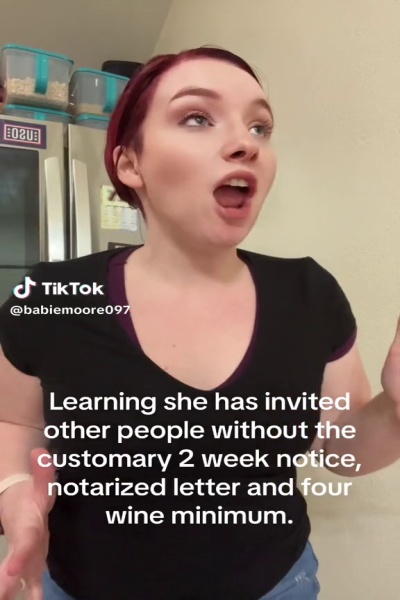 OSU
TikTok
@babiemoore097
Learning she has invited
other people without the
customary 2 week notice,
notarized letter and four
wine minimum.